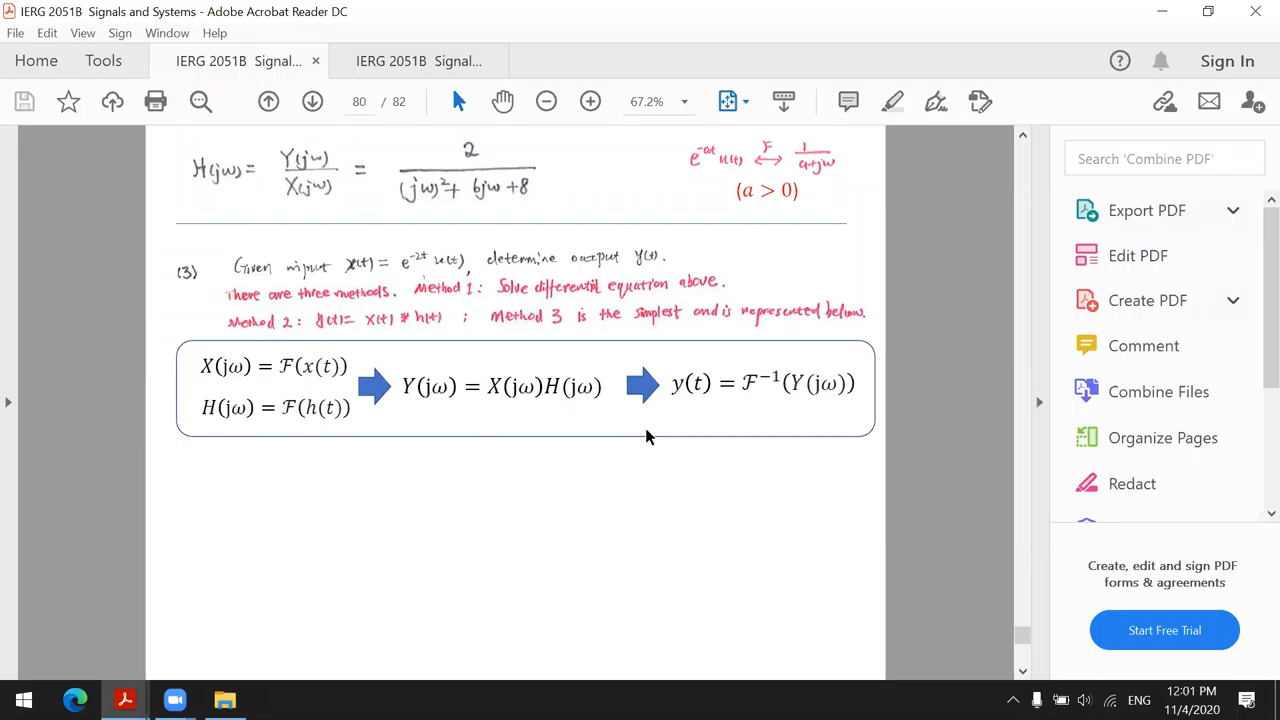 IERG 2051B Signals and Systems - Adobe Acrobat Reader DC
File Edit View Sign Window Help
Home Tools IERG 2051B Signal... × IERG 2051B Signal... Sign In
80 / 82 67.2%
H(jω) = Y(jω) / X(jω) = 2 / ((jω)² + 6jω + 8)
e^{-at} u(t) ↔ F 1/(a+jω)
(a > 0)
(3) Given input x(t) = e^{-2t} u(t), determine output y(t).
There are three methods. Method 1: Solve differential equation above.
Method 2: y(t) = x(t) * h(t) ; Method 3 is the simplest and is represented below.
X(jω) = ℱ(x(t))
H(jω) = ℱ(h(t))
Y(jω) = X(jω)H(jω)
y(t) = ℱ⁻¹(Y(jω))
Search 'Combine PDF'
Export PDF
Edit PDF
Create PDF
Comment
Combine Files
Organize Pages
Redact
Create, edit and sign PDF
forms & agreements
Start Free Trial
ENG
12:01 PM
11/4/2020